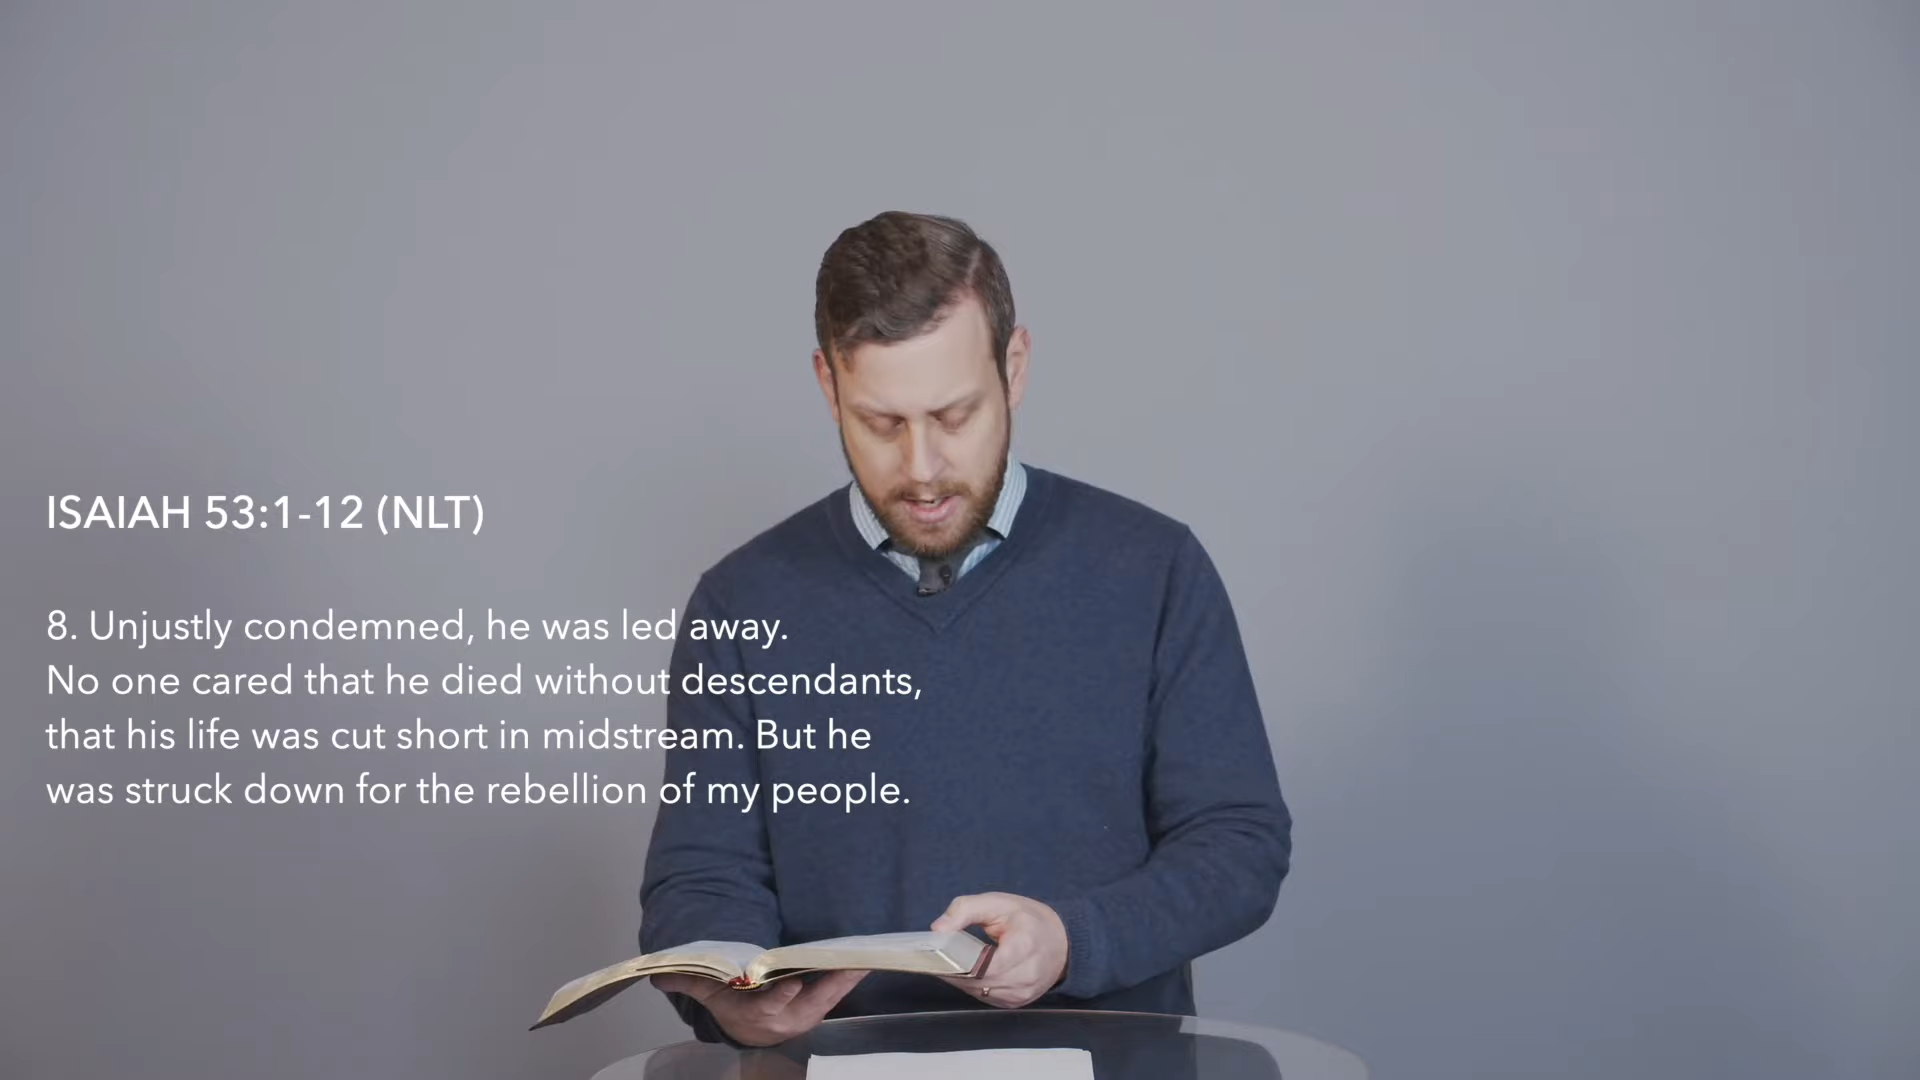 ISAIAH 53:1-12 (NLT)
8. Unjustly condemned, he was led away.
No one cared that he died without descendants,
that his life was cut short in midstream. But he
was struck down for the rebellion of my people.